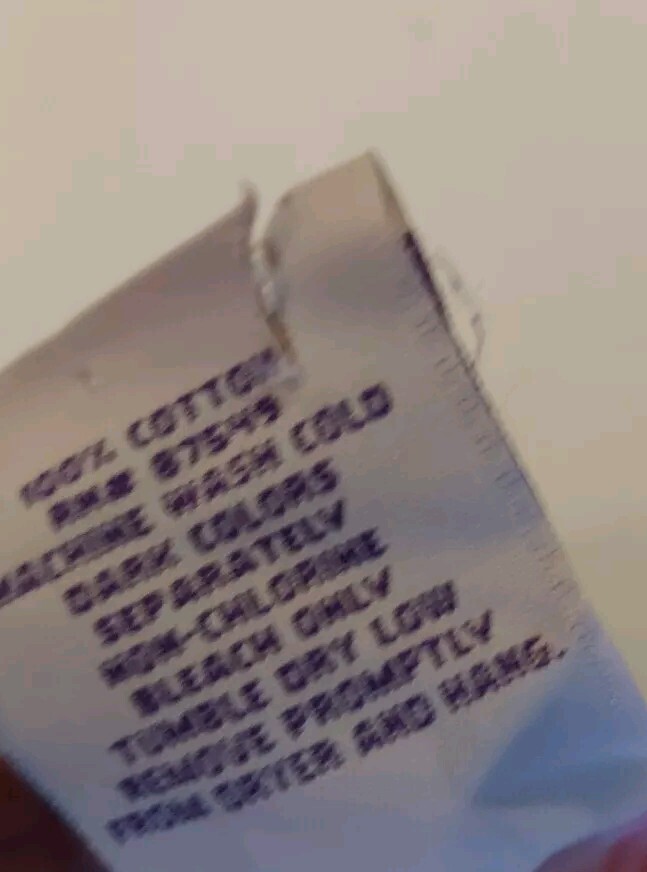 100% COTTON
RN# 87549
MACHINE WASH COLD
DARK COLORS
SEPARATELY
NON-CHLORINE
BLEACH ONLY
TUMBLE DRY LOW
REMOVE PROMPTLY
FROM DRYER AND HANG.